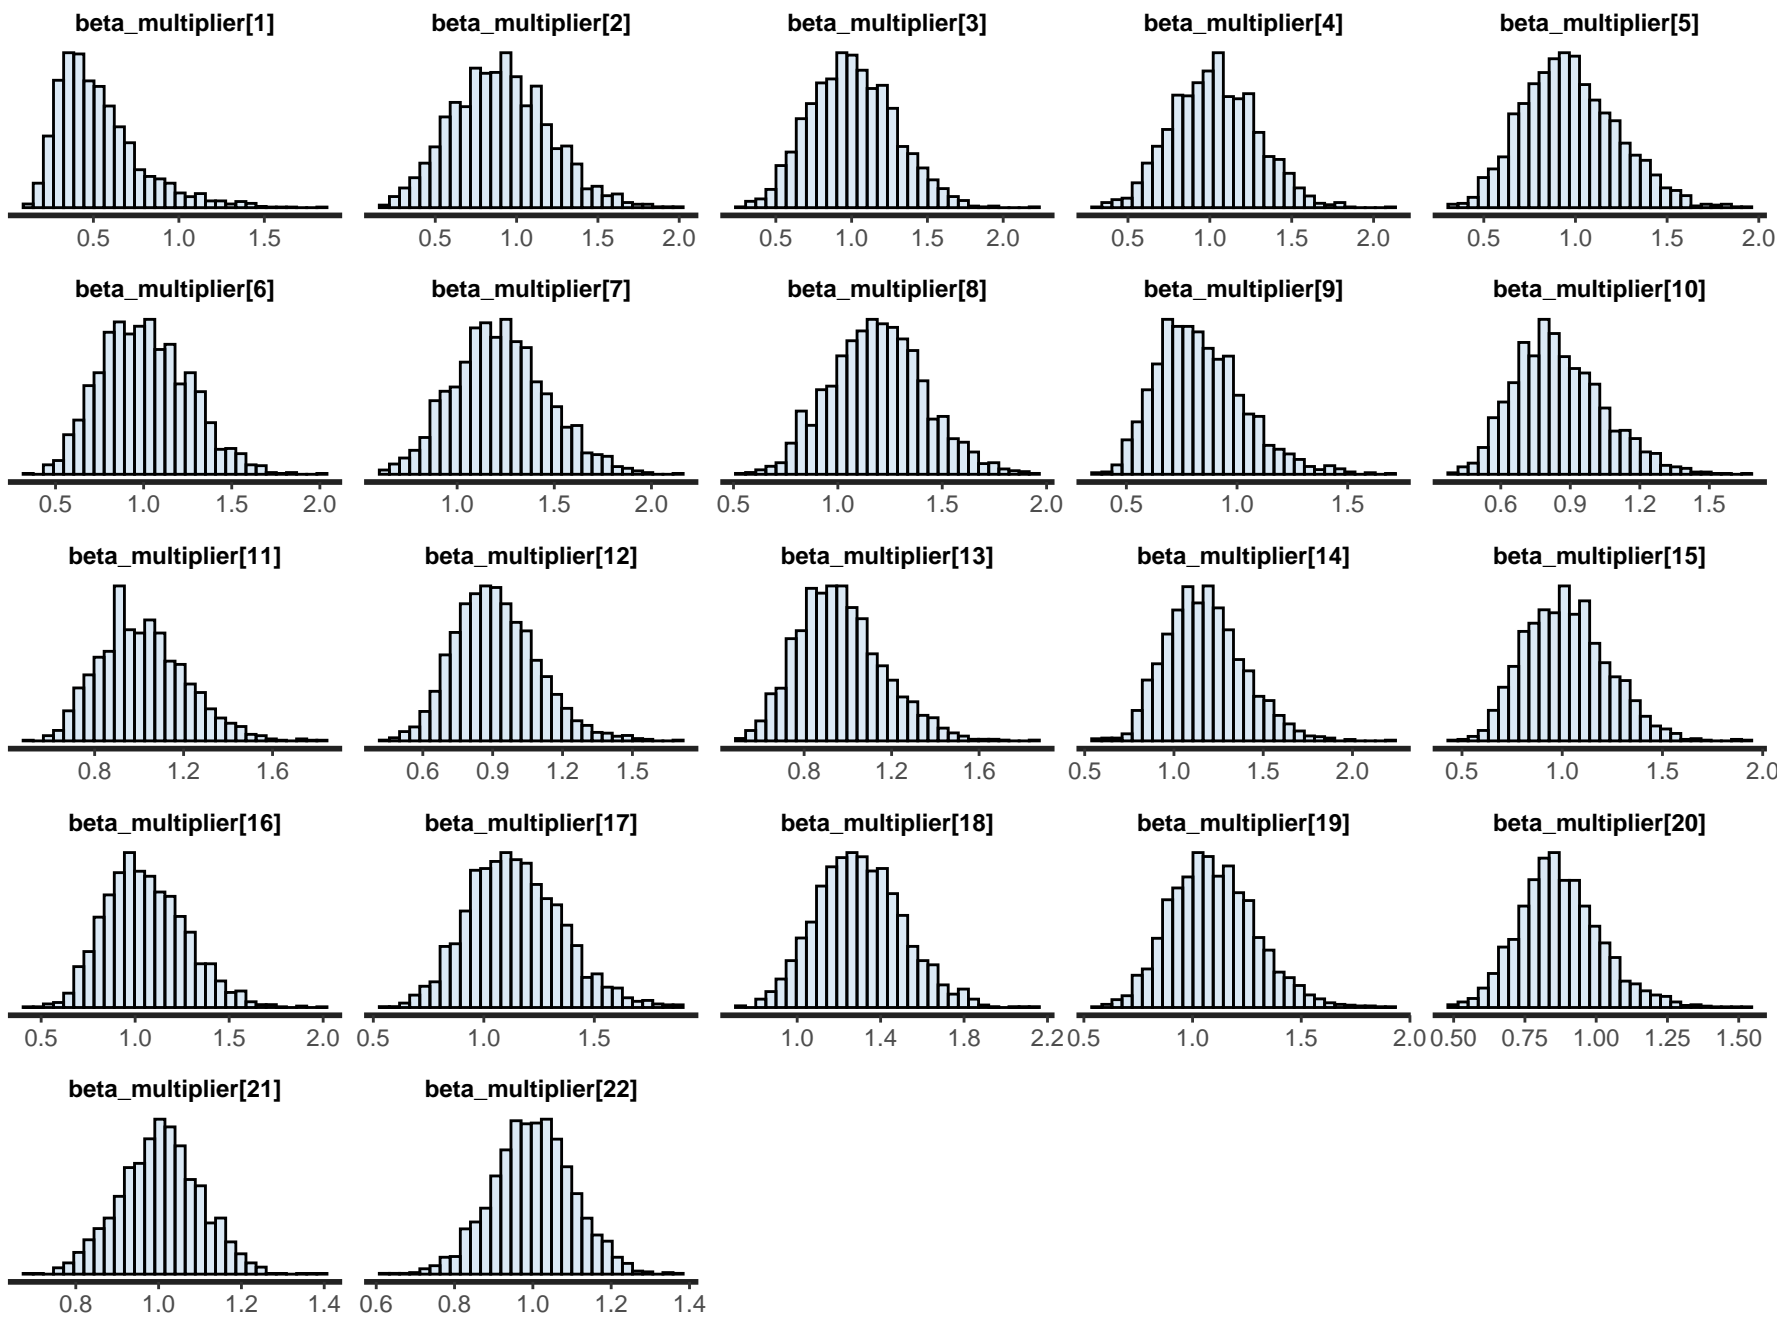 beta_multiplier[1] beta_multiplier[2] beta_multiplier[3] beta_multiplier[4] beta_multiplier[5]
0.5 1.0 1.5 0.5 1.0 1.5 2.0 0.5 1.0 1.5 2.0 0.5 1.0 1.5 2.0 0.5 1.0 1.5 2.0
beta_multiplier[6] beta_multiplier[7] beta_multiplier[8] beta_multiplier[9] beta_multiplier[10]
0.5 1.0 1.5 2.0 1.0 1.5 2.0 0.5 1.0 1.5 2.0 0.5 1.0 1.5 0.6 0.9 1.2 1.5
beta_multiplier[11] beta_multiplier[12] beta_multiplier[13] beta_multiplier[14] beta_multiplier[15]
0.8 1.2 1.6 0.6 0.9 1.2 1.5 0.8 1.2 1.6 0.5 1.0 1.5 2.0 0.5 1.0 1.5 2.0
beta_multiplier[16] beta_multiplier[17] beta_multiplier[18] beta_multiplier[19] beta_multiplier[20]
0.5 1.0 1.5 2.0 0.5 1.0 1.5 1.0 1.4 1.8 2.2 0.5 1.0 1.5 2.0 0.50 0.75 1.00 1.25 1.50
beta_multiplier[21] beta_multiplier[22]
0.8 1.0 1.2 1.4 0.6 0.8 1.0 1.2 1.4